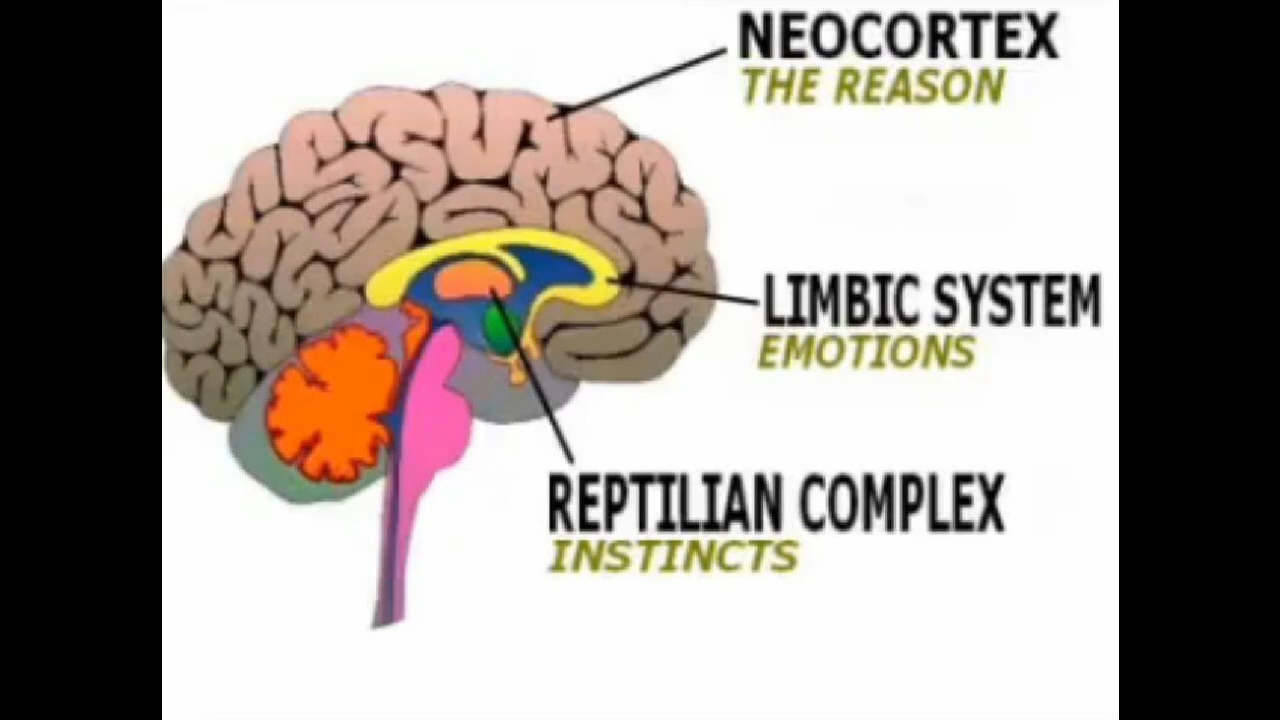 NEOCORTEX
THE REASON
LIMBIC SYSTEM
EMOTIONS
REPTILIAN COMPLEX
INSTINCTS